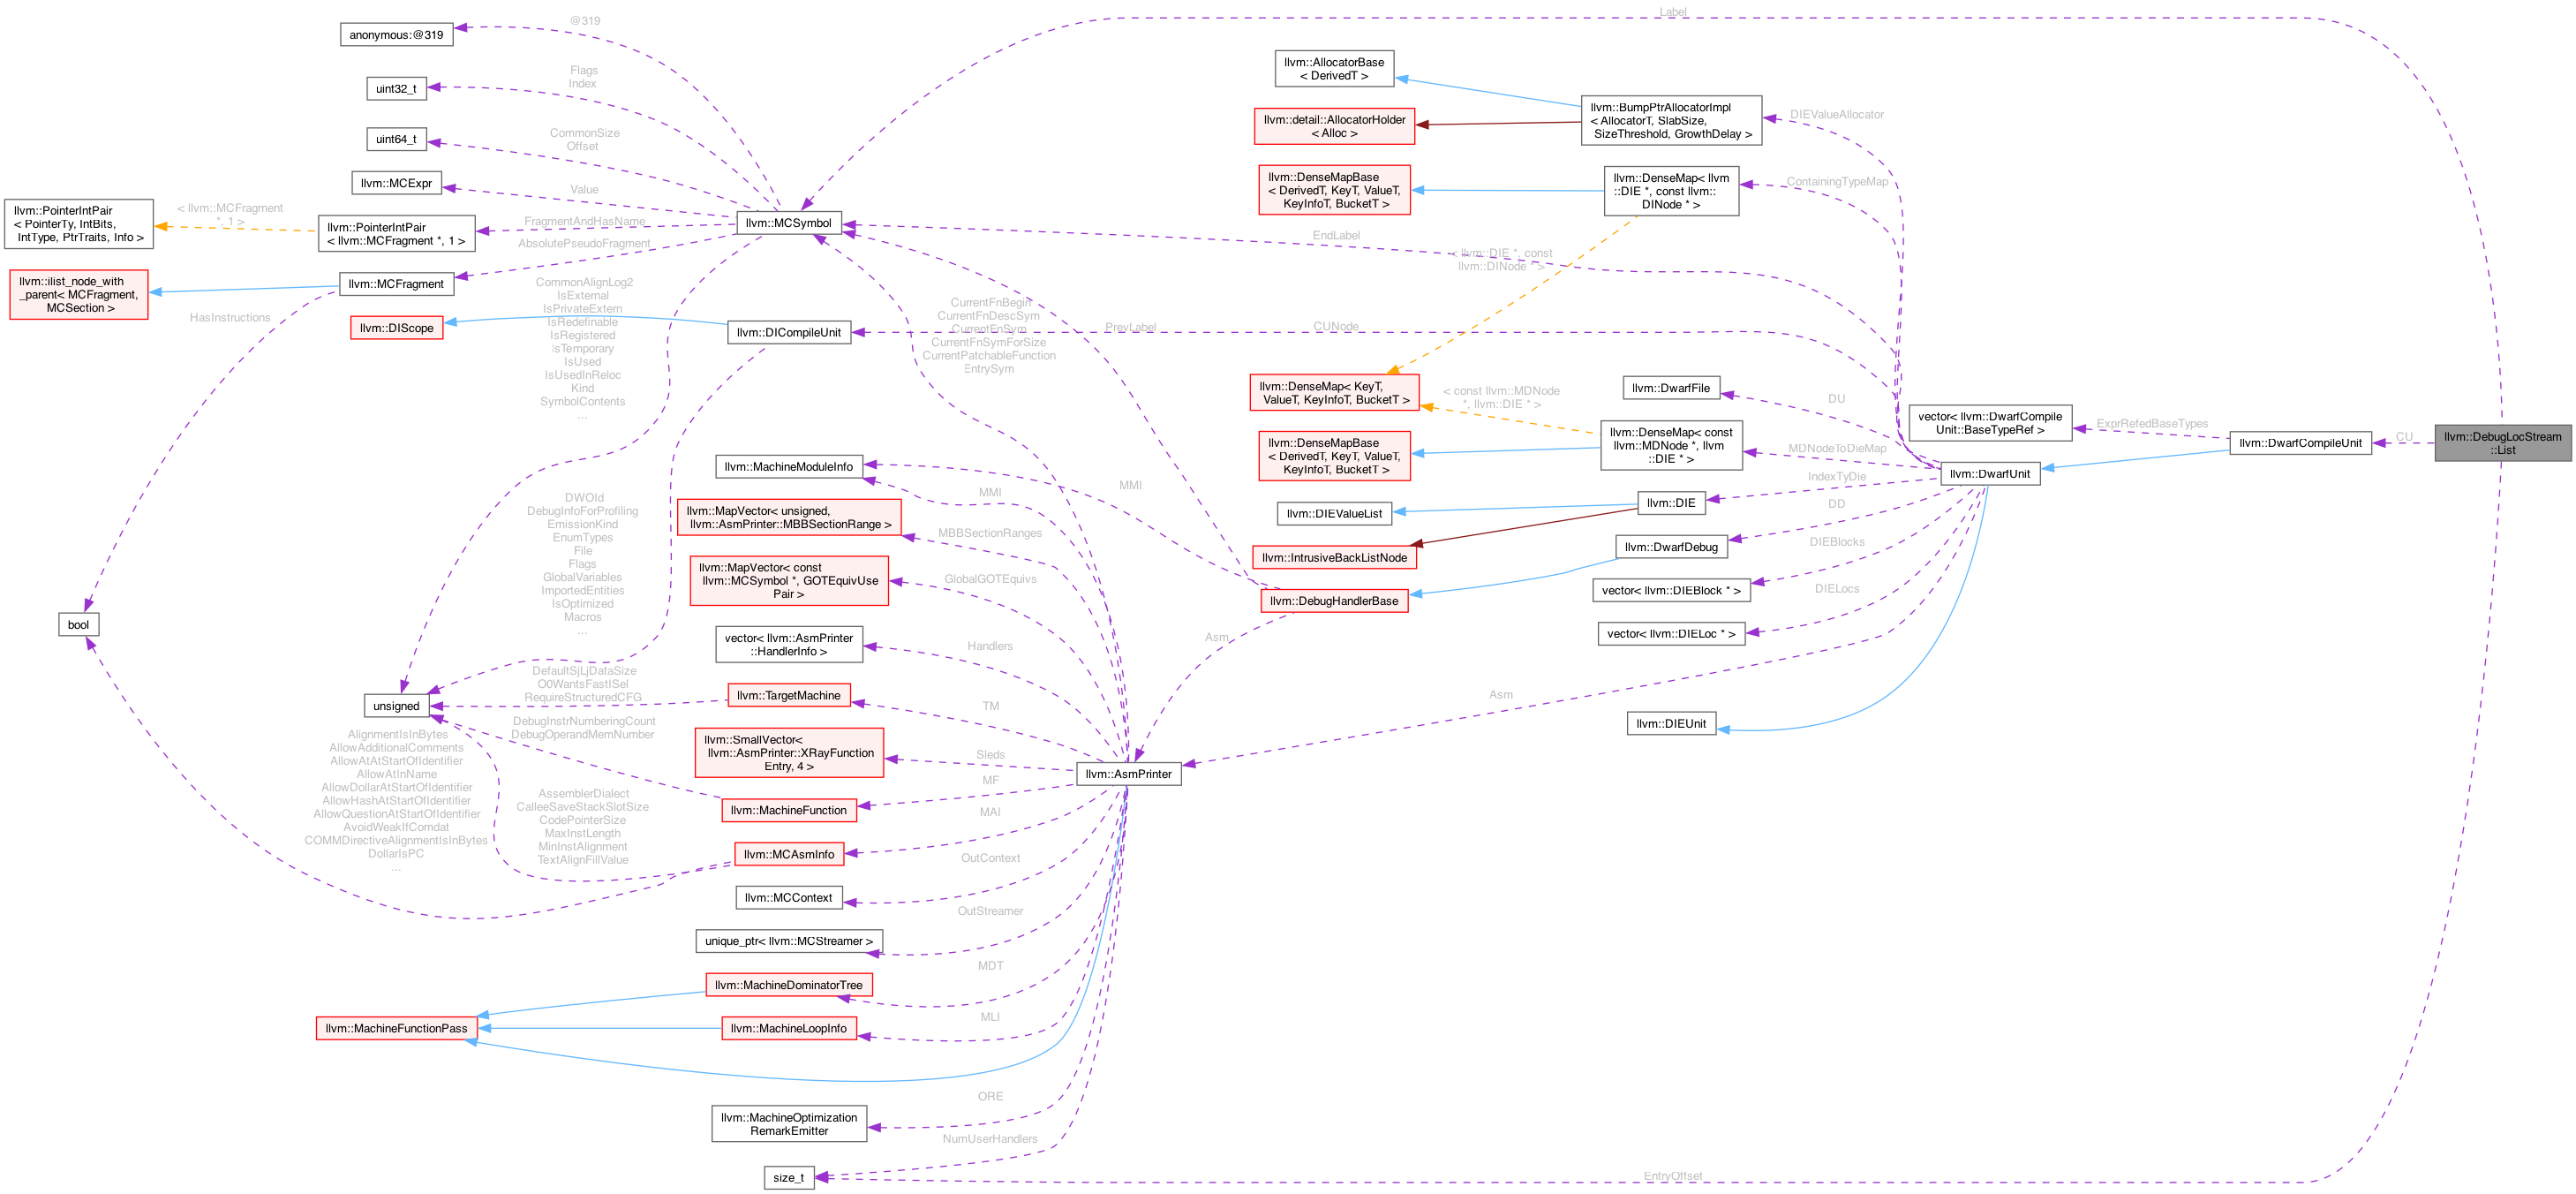 anonymous:@319
uint32_t
uint64_t
llvm::MCExpr
llvm::PointerIntPair
< PointerTy, IntBits,
IntType, PtrTraits, Info >
< llvm::MCFragment
*, 1 >
llvm::PointerIntPair
< llvm::MCFragment *, 1 >
llvm::ilist_node_with
_parent< MCFragment,
MCSection >
llvm::MCFragment
HasInstructions
llvm::DIScope
bool
unsigned
@319
Flags
Index
CommonSize
Offset
Value
FragmentAndHasName
AbsolutePseudoFragment
CommonAlignLog2
IsExternal
IsPrivateExtern
IsRedefinable
IsRegistered
IsTemporary
IsUsed
IsUsedInReloc
Kind
SymbolContents
...
DWOId
DebugInfoForProfiling
EmissionKind
EnumTypes
File
Flags
GlobalVariables
ImportedEntities
IsOptimized
Macros
...
DefaultSjLjDataSize
O0WantsFastISel
RequireStructuredCFG
DebugInstrNumberingCount
DebugOperandMemNumber
AlignmentIsInBytes
AllowAdditionalComments
AllowAtAtStartOfIdentifier
AllowAtInName
AllowDollarAtStartOfIdentifier
AllowHashAtStartOfIdentifier
AllowQuestionAtStartOfIdentifier
AvoidWeakIfComdat
COMMDirectiveAlignmentIsInBytes
DollarIsPC
...
AssemblerDialect
CalleeSaveStackSlotSize
CodePointerSize
MaxInstLength
MinInstAlignment
TextAlignFillValue
llvm::MachineFunctionPass
llvm::MCSymbol
llvm::DICompileUnit
llvm::MachineModuleInfo
llvm::MapVector< unsigned,
llvm::AsmPrinter::MBBSectionRange >
llvm::MapVector< const
llvm::MCSymbol *, GOTEquivUse
Pair >
vector< llvm::AsmPrinter
::HandlerInfo >
llvm::TargetMachine
llvm::SmallVector<
llvm::AsmPrinter::XRayFunction
Entry, 4 >
llvm::MachineFunction
llvm::MCAsmInfo
llvm::MCContext
unique_ptr< llvm::MCStreamer >
llvm::MachineDominatorTree
llvm::MachineLoopInfo
llvm::MachineOptimization
RemarkEmitter
size_t
CurrentFnBegin
CurrentFnDescSym
CurrentFnSym
CurrentFnSymForSize
CurrentPatchableFunction
EntrySym
PrevLabel
MMI
MMI
MBBSectionRanges
GlobalGOTEquivs
Handlers
TM
Sleds
MF
MAI
OutContext
OutStreamer
MDT
MLI
ORE
NumUserHandlers
llvm::AsmPrinter
Asm
llvm::AllocatorBase
< DerivedT >
llvm::detail::AllocatorHolder
< Alloc >
llvm::DenseMapBase
< DerivedT, KeyT, ValueT,
KeyInfoT, BucketT >
EndLabel
CUNode
llvm::DenseMap< KeyT,
ValueT, KeyInfoT, BucketT >
llvm::DenseMapBase
< DerivedT, KeyT, ValueT,
KeyInfoT, BucketT >
llvm::DIEValueList
llvm::IntrusiveBackListNode
llvm::DebugHandlerBase
< llvm::DIE *, const
llvm::DINode * >
< const llvm::MDNode
*, llvm::DIE * >
Asm
Label
llvm::BumpPtrAllocatorImpl
< AllocatorT, SlabSize,
SizeThreshold, GrowthDelay >
llvm::DenseMap< llvm
::DIE *, const llvm::
DINode * >
llvm::DwarfFile
llvm::DenseMap< const
llvm::MDNode *, llvm
::DIE * >
llvm::DIE
llvm::DwarfDebug
vector< llvm::DIEBlock * >
vector< llvm::DIELoc * >
llvm::DIEUnit
DIEValueAllocator
ContainingTypeMap
DU
MDNodeToDieMap
IndexTyDie
DD
DIEBlocks
DIELocs
vector< llvm::DwarfCompile
Unit::BaseTypeRef >
llvm::DwarfUnit
ExprRefedBaseTypes
llvm::DwarfCompileUnit
CU
llvm::DebugLocStream
::List
EntryOffset